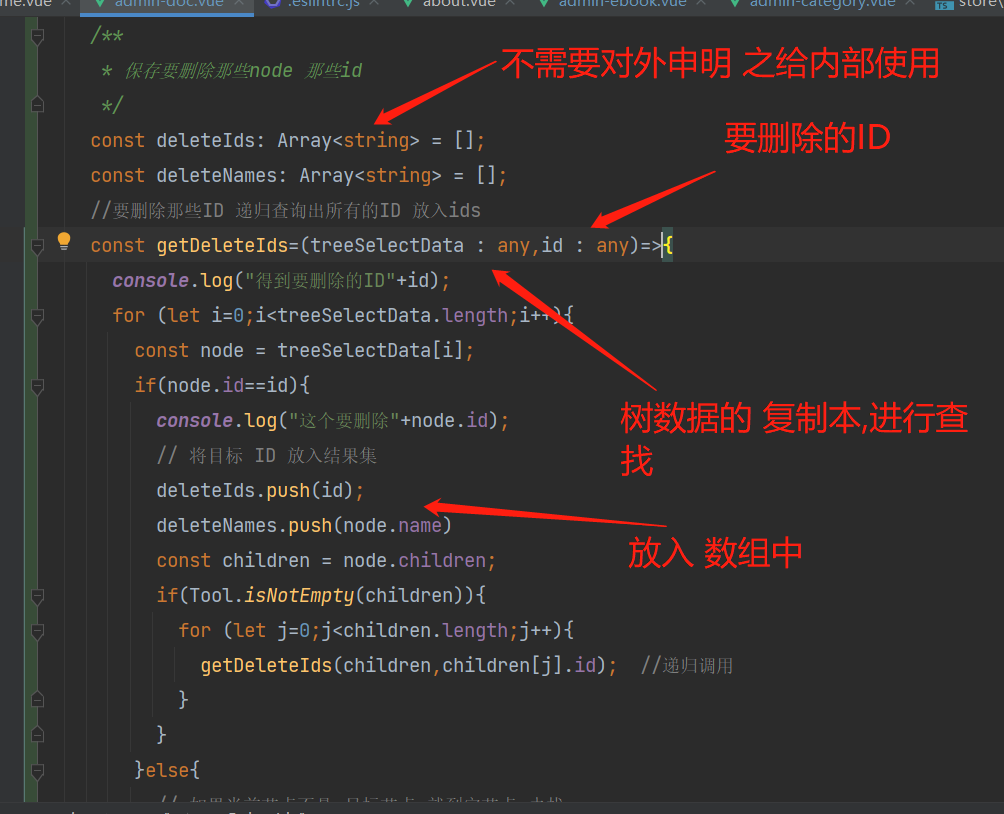 me.vue admin-doc.vue .eslintrc.js about.vue admin-ebook.vue admin-category.vue TS store\
/**
* 保存要删除那些node 那些id
*/
不需要对外申明 之给内部使用
const deleteIds: Array<string> = [];
要删除的ID
const deleteNames: Array<string> = [];
//要删除那些ID 递归查询出所有的ID 放入ids
const getDeleteIds=(treeSelectData : any,id : any)=>{
console.log("得到要删除的ID"+id);
for (let i=0;i<treeSelectData.length;i++){
const node = treeSelectData[i];
if(node.id==id){
console.log("这个要删除"+node.id);
树数据的 复制本,进行查
找
// 将目标 ID 放入结果集
deleteIds.push(id);
deleteNames.push(node.name)
放入 数组中
const children = node.children;
if(Tool.isNotEmpty(children)){
for (let j=0;j<children.length;j++){
getDeleteIds(children,children[j].id); //递归调用
}
}
}else{